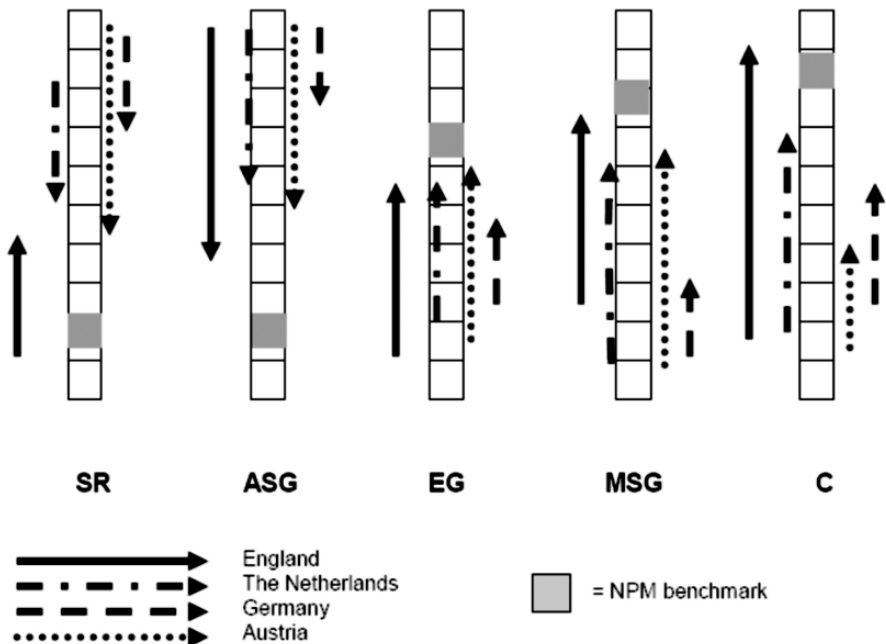 SR ASG EG MSG C
England
The Netherlands
Germany
Austria
= NPM benchmark